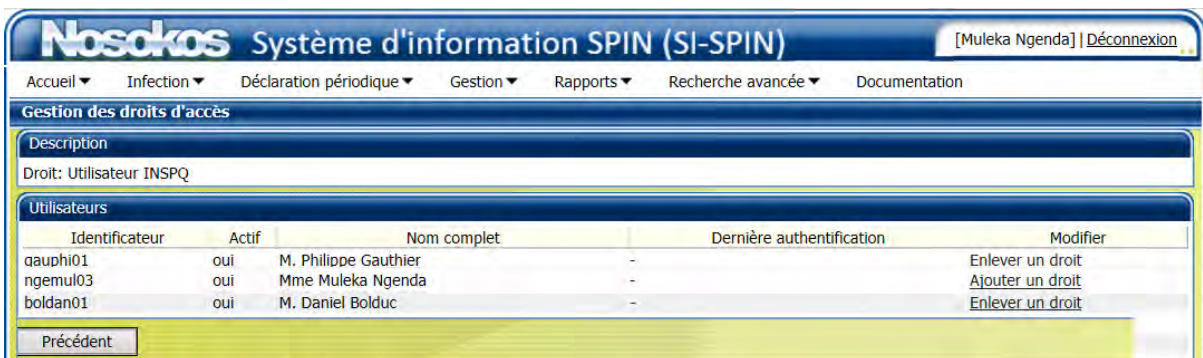 Nosokos Système d'information SPIN (SI-SPIN) [Muleka Ngenda] | Déconnexion
Accueil ▼ Infection ▼ Déclaration périodique ▼ Gestion ▼ Rapports ▼ Recherche avancée ▼ Documentation
Gestion des droits d'accès
Description
Droit: Utilisateur INSPQ
Utilisateurs
Identificateur Actif Nom complet Dernière authentification Modifier
gauphi01 oui M. Philippe Gauthier - Enlever un droit
ngemul03 oui Mme Muleka Ngenda - Ajouter un droit
boldan01 oui M. Daniel Bolduc - Enlever un droit
Précédent